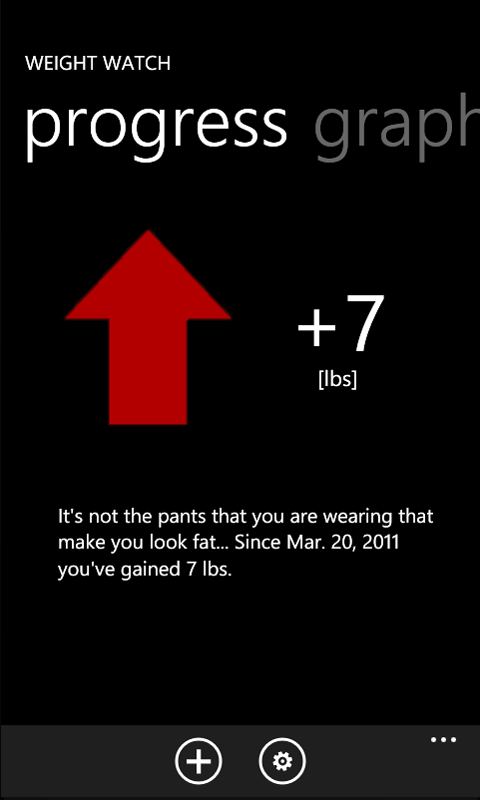 WEIGHT WATCH
progress graph
+7
[lbs]
It's not the pants that you are wearing that
make you look fat... Since Mar. 20, 2011
you've gained 7 lbs.